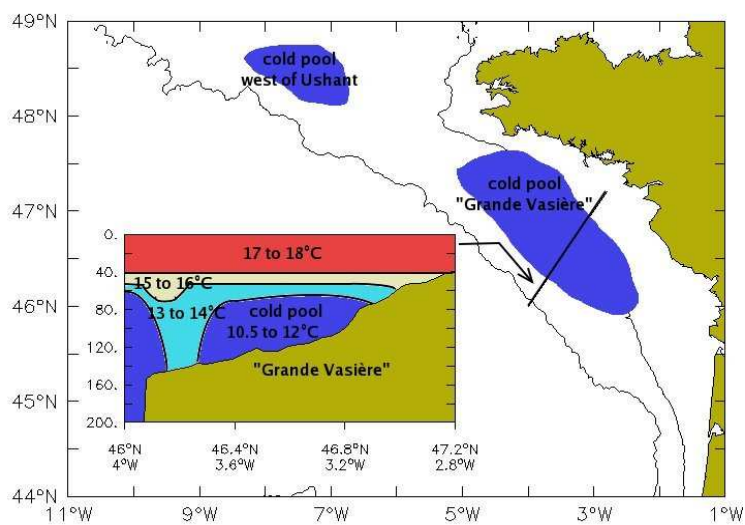 49°N
cold pool
west of Ushant
48°N
cold pool
"Grande Vasière"
47°N
0.
17 to 18°C
40.
15 to 16°C
46°N
13 to 14°C
80.
cold pool
10.5 to 12°C
120.
"Grande Vasière"
45°N
160.
200.
46°N 46.4°N 46.8°N 47.2°N
4°W 3.6°W 3.2°W 2.8°W
44°N
11°W 9°W 7°W 5°W 3°W 1°W